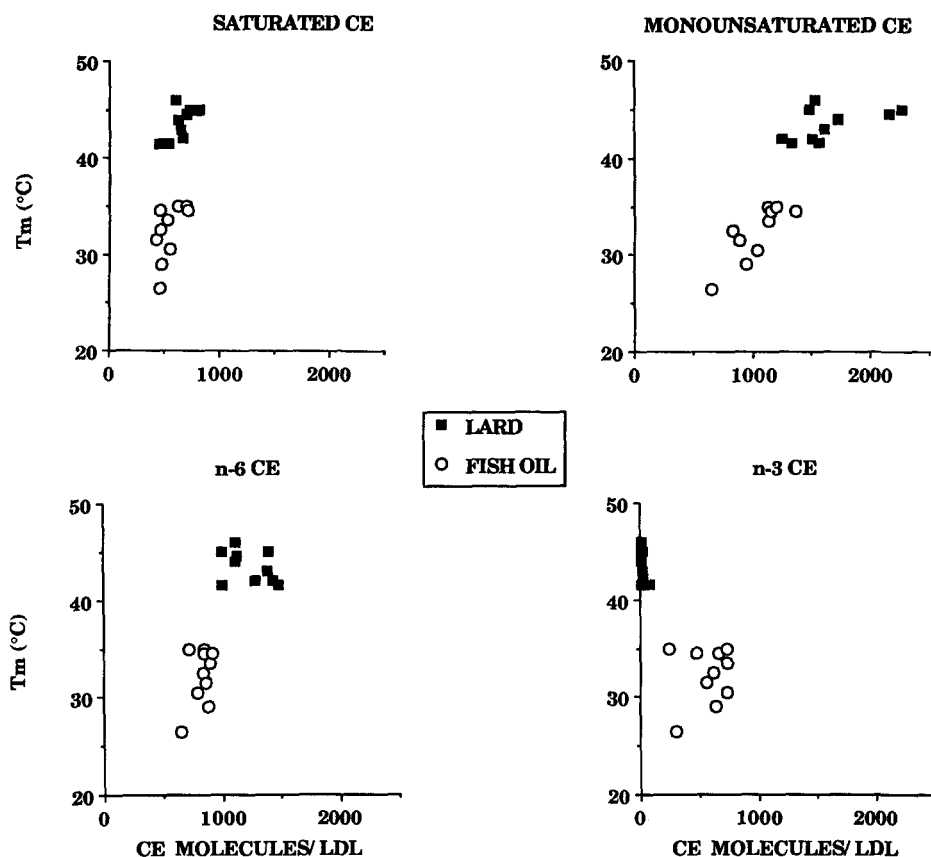 SATURATED CE
MONOUNSATURATED CE
50
40
30
20
Tm (°C)
0 1000 2000
50
40
30
20
0 1000 2000
LARD
FISH OIL
n-6 CE
n-3 CE
50
40
30
20
Tm (°C)
0 1000 2000
CE MOLECULES/ LDL
50
40
30
20
0 1000 2000
CE MOLECULES/ LDL